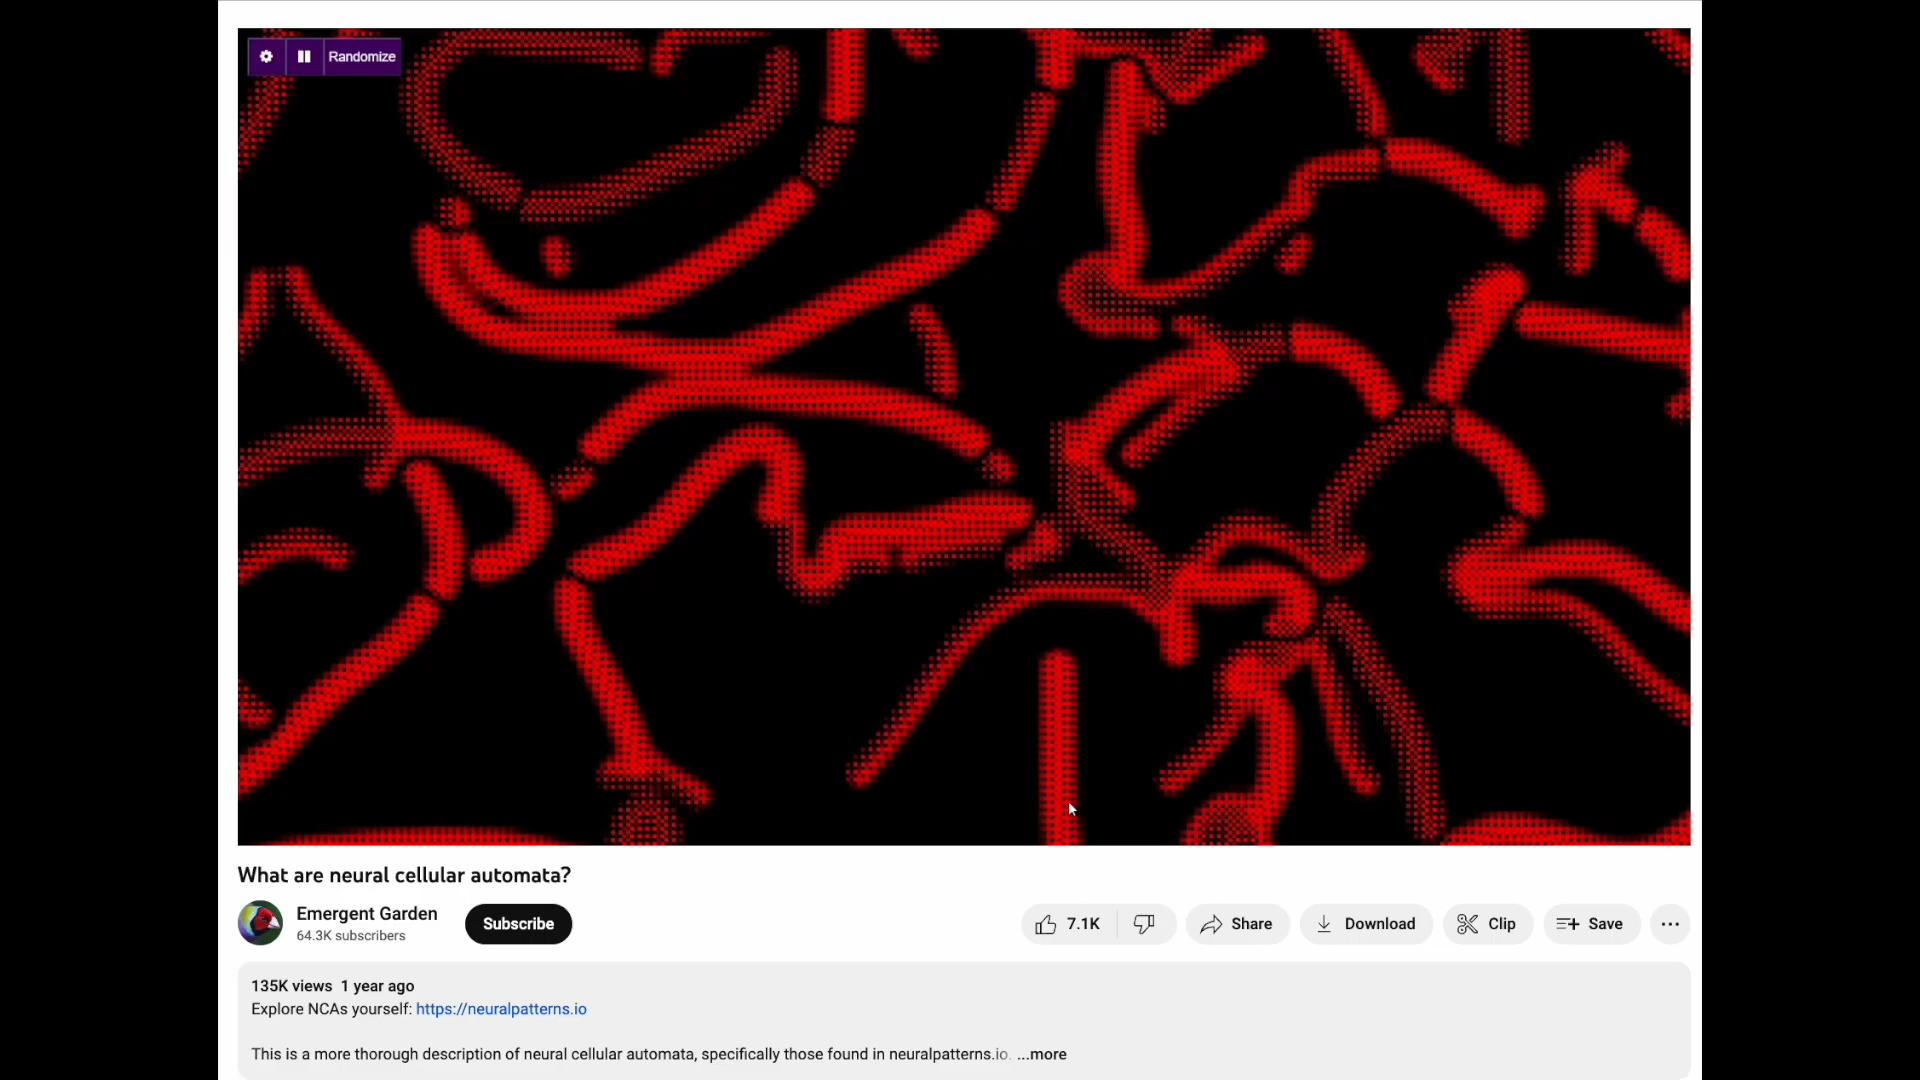 Randomize
What are neural cellular automata?
Emergent Garden
64.3K subscribers
Subscribe
7.1K
Share
Download
Clip
Save
135K views 1 year ago
Explore NCAs yourself: https://neuralpatterns.io
This is a more thorough description of neural cellular automata, specifically those found in neuralpatterns.io. ...more